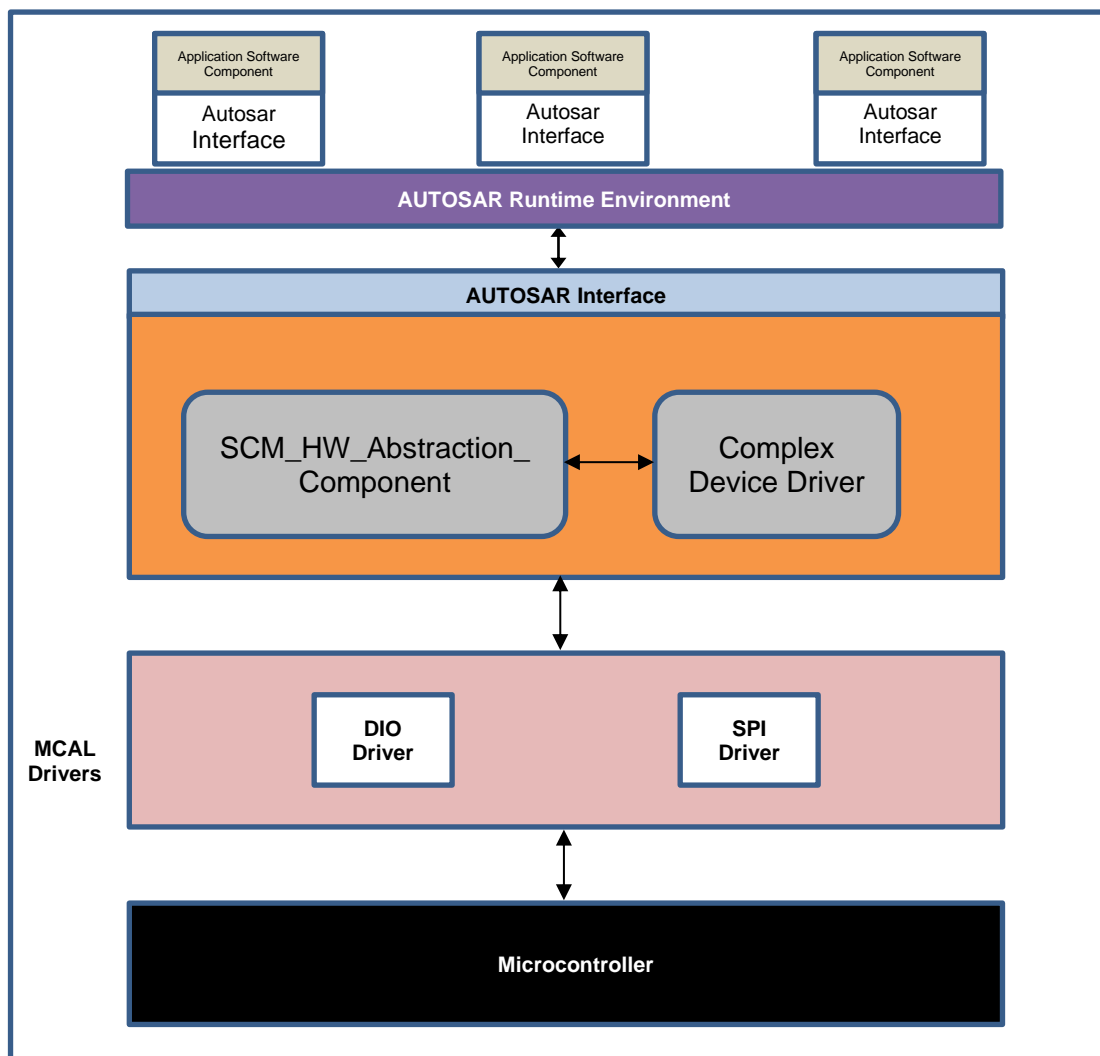 Application Software
Component
Application Software
Component
Application Software
Component
Autosar
Interface
Autosar
Interface
Autosar
Interface
AUTOSAR Runtime Environment
AUTOSAR Interface
SCM_HW_Abstraction_
Component
Complex
Device Driver
MCAL
Drivers
DIO
Driver
SPI
Driver
Microcontroller